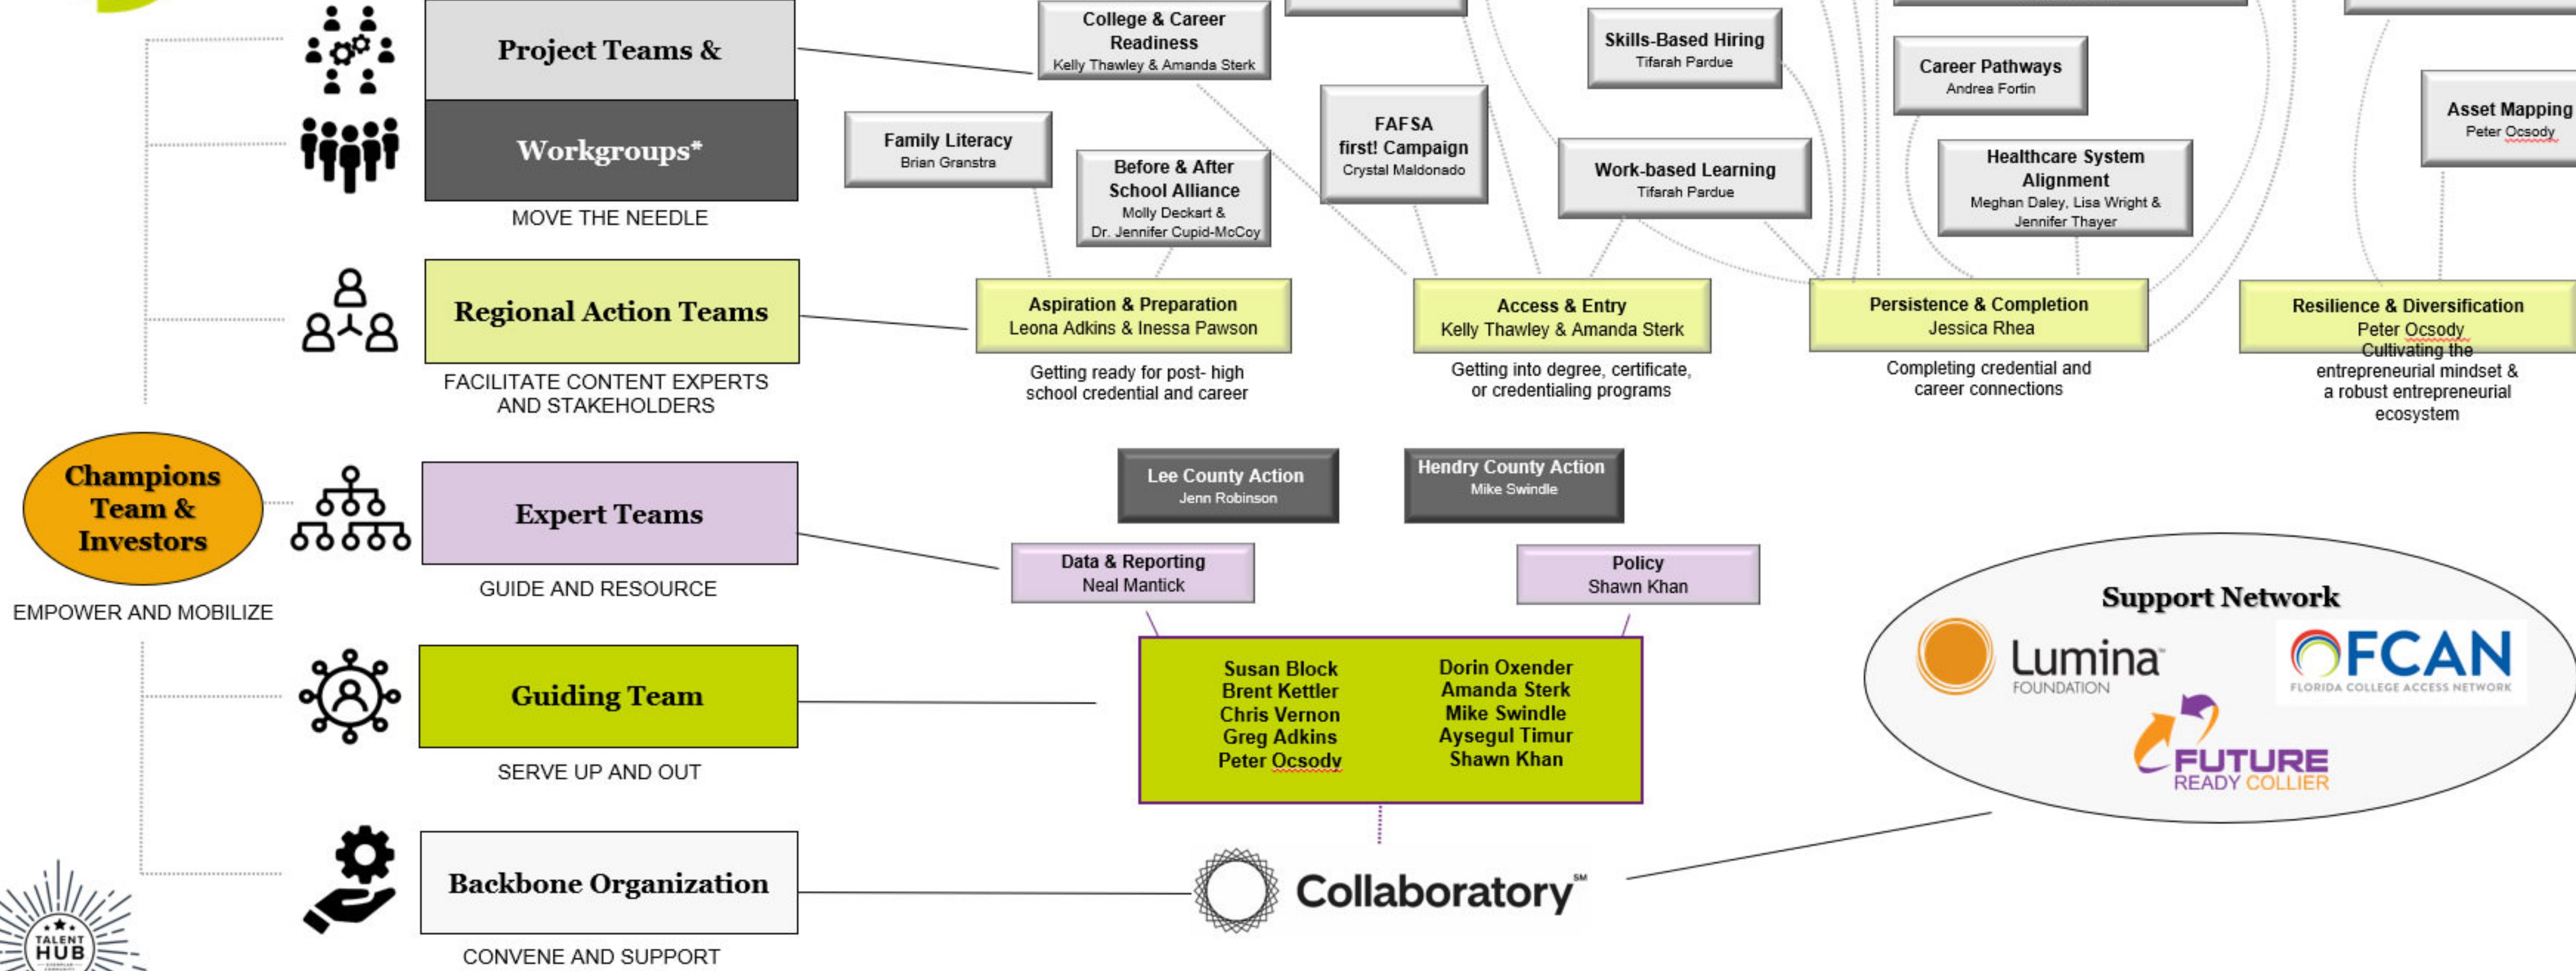 Project Teams &
Workgroups*
MOVE THE NEEDLE
College & Career
Readiness
Kelly Thawley & Amanda Sterk
Skills-Based Hiring
Tifarah Pardue
Career Pathways
Andrea Fortin
Asset Mapping
Peter Ocsody
Family Literacy
Brian Granstra
Before & After
School Alliance
Molly Deckart &
Dr. Jennifer Cupid-McCoy
FAFSA
first! Campaign
Crystal Maldonado
Work-based Learning
Tifarah Pardue
Healthcare System
Alignment
Meghan Daley, Lisa Wright &
Jennifer Thayer
Regional Action Teams
FACILITATE CONTENT EXPERTS
AND STAKEHOLDERS
Aspiration & Preparation
Leona Adkins & Inessa Pawson
Getting ready for post- high
school credential and career
Access & Entry
Kelly Thawley & Amanda Sterk
Getting into degree, certificate,
or credentialing programs
Persistence & Completion
Jessica Rhea
Completing credential and
career connections
Resilience & Diversification
Peter Ocsody
Cultivating the
entrepreneurial mindset &
a robust entrepreneurial
ecosystem
Champions
Team &
Investors
EMPOWER AND MOBILIZE
Expert Teams
GUIDE AND RESOURCE
Lee County Action
Jenn Robinson
Hendry County Action
Mike Swindle
Data & Reporting
Neal Mantick
Policy
Shawn Khan
Guiding Team
SERVE UP AND OUT
Susan Block
Brent Kettler
Chris Vernon
Greg Adkins
Peter Ocsody
Dorin Oxender
Amanda Sterk
Mike Swindle
Aysegul Timur
Shawn Khan
Support Network
Lumina™
FOUNDATION
FCAN
FLORIDA COLLEGE ACCESS NETWORK
FUTURE
READY COLLIER
Backbone Organization
CONVENE AND SUPPORT
Collaboratory℠
TALENT
HUB